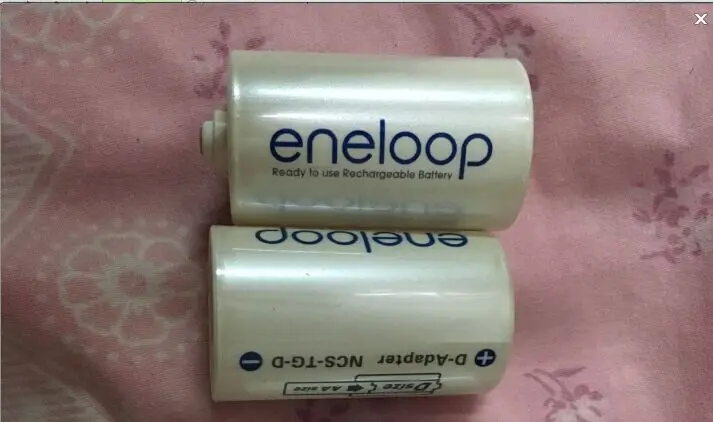 eneloop
Ready to use Rechargeable Battery
eneloop
D-Adapter NCS-TG-D
D size AA size